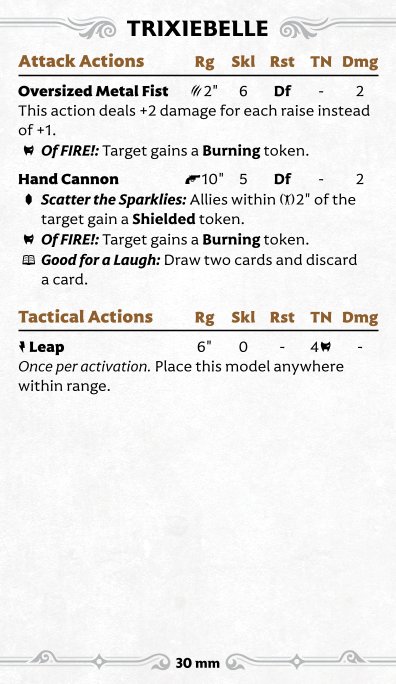 TRIXIEBELLE
Attack Actions Rg Skl Rst TN Dmg
Oversized Metal Fist 2" 6 Df - 2
This action deals +2 damage for each raise instead
of +1.
Of FIRE!: Target gains a Burning token.
Hand Cannon 10" 5 Df - 2
Scatter the Sparklies: Allies within 2" of the
target gain a Shielded token.
Of FIRE!: Target gains a Burning token.
Good for a Laugh: Draw two cards and discard
a card.
Tactical Actions Rg Skl Rst TN Dmg
Leap 6" 0 - 4 -
Once per activation. Place this model anywhere
within range.
30 mm